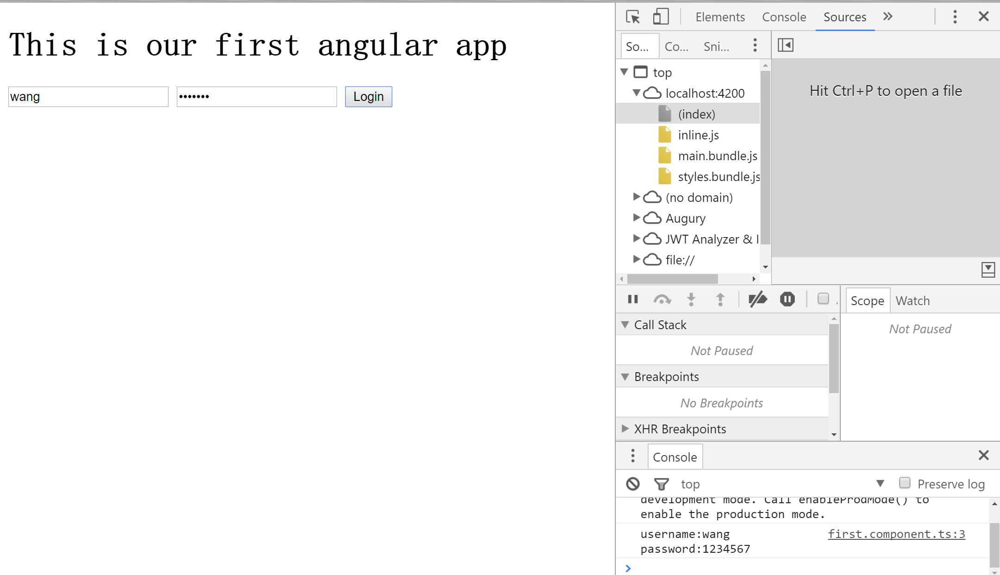 This is our first angular app
wang
•••••••
Login
Elements Console Sources
So... Co... Sni...
top
localhost:4200
(index)
inline.js
main.bundle.js
styles.bundle.js
(no domain)
Augury
JWT Analyzer &
file://
Hit Ctrl+P to open a file
Scope Watch
Call Stack
Not Paused
Not Paused
Breakpoints
No Breakpoints
XHR Breakpoints
Console
top
Preserve log
development mode. Call enableProdMode() to
enable the production mode.
username:wang first.component.ts:3
password:1234567